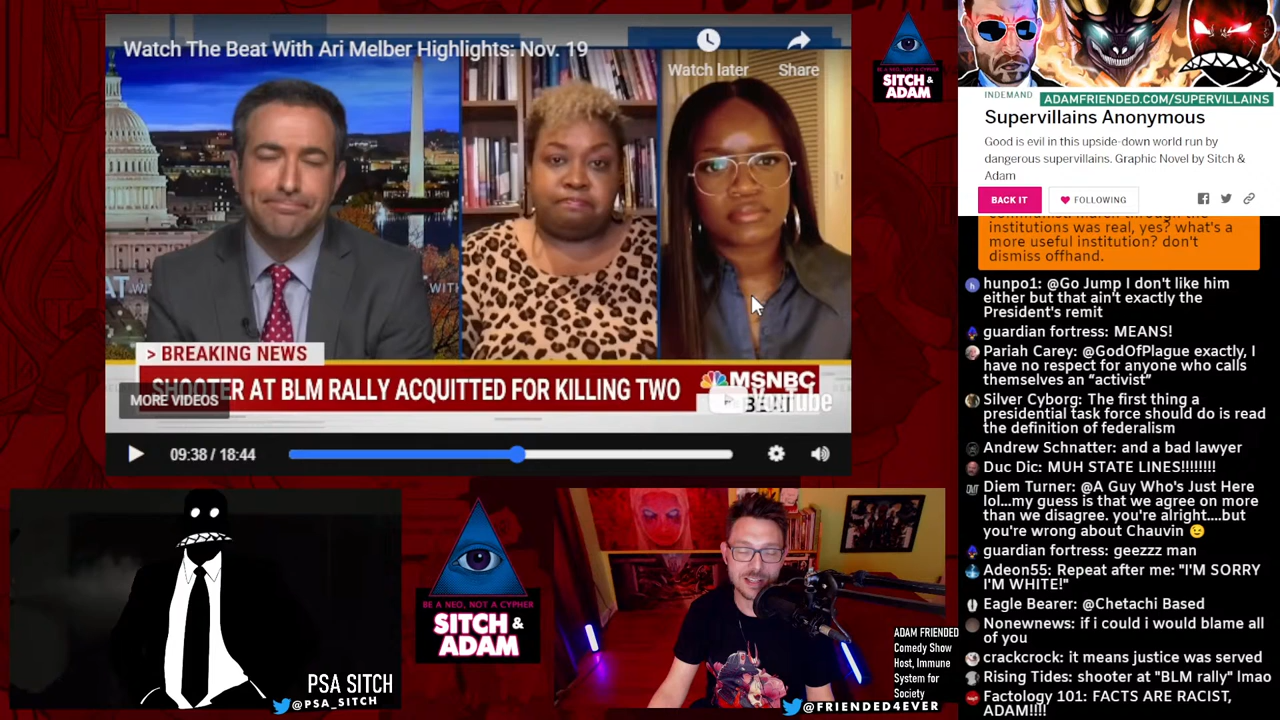 Watch The Beat With Ari Melber Highlights: Nov. 19
Watch later
Share
> BREAKING NEWS
SHOOTER AT BLM RALLY ACQUITTED FOR KILLING TWO
MSNBC
YouTube
MORE VIDEOS
09:38 / 18:44
BE A NEO, NOT A CYPHER
SITCH &
ADAM
INDEMAND
ADAMFRIENDED.COM/SUPERVILLAINS
Supervillains Anonymous
Good is evil in this upside-down world run by
dangerous supervillains. Graphic Novel by Sitch &
Adam
BACK IT
FOLLOWING
communist march through the
institutions was real, yes? what's a
more useful institution? don't
dismiss offhand.
hunpo1: @Go Jump I don't like him
either but that ain't exactly the
President's remit
guardian fortress: MEANS!
Pariah Carey: @GodOfPlague exactly, I
have no respect for anyone who calls
themselves an “activist”
Silver Cyborg: The first thing a
presidential task force should do is read
the definition of federalism
Andrew Schnatter: and a bad lawyer
Duc Dic: MUH STATE LINES!!!!!!!!
Diem Turner: @A Guy Who's Just Here
lol...my guess is that we agree on more
than we disagree. you're alright....but
you're wrong about Chauvin 😉
guardian fortress: geezzz man
Adeon55: Repeat after me: "I'M SORRY
I'M WHITE!"
Eagle Bearer: @Chetachi Based
Nonewnews: if i could i would blame all
of you
crackcrock: it means justice was served
Rising Tides: shooter at "BLM rally" lmao
Factology 101: FACTS ARE RACIST,
ADAM!!!!
PSA SITCH
@PSA_SITCH
BE A NEO, NOT A CYPHER
SITCH &
ADAM
ADAM FRIENDED
Comedy Show
Host, Immune
System for
Society
@FRIENDED4EVER